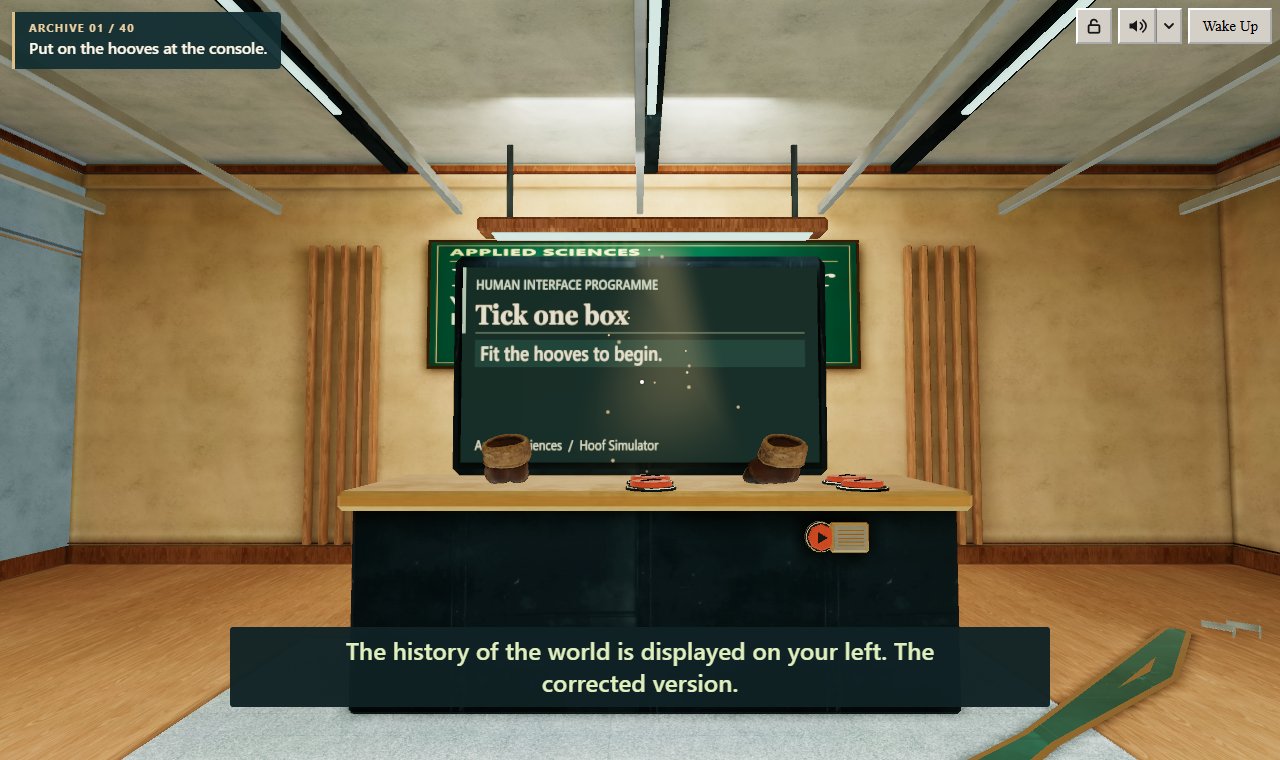 ARCHIVE 01 / 40
Put on the hooves at the console.
Wake Up
APPLIED SCIENCES
HUMAN INTERFACE PROGRAMME
Tick one box
Fit the hooves to begin.
/ Hoof Simulator
The history of the world is displayed on your left. The
corrected version.